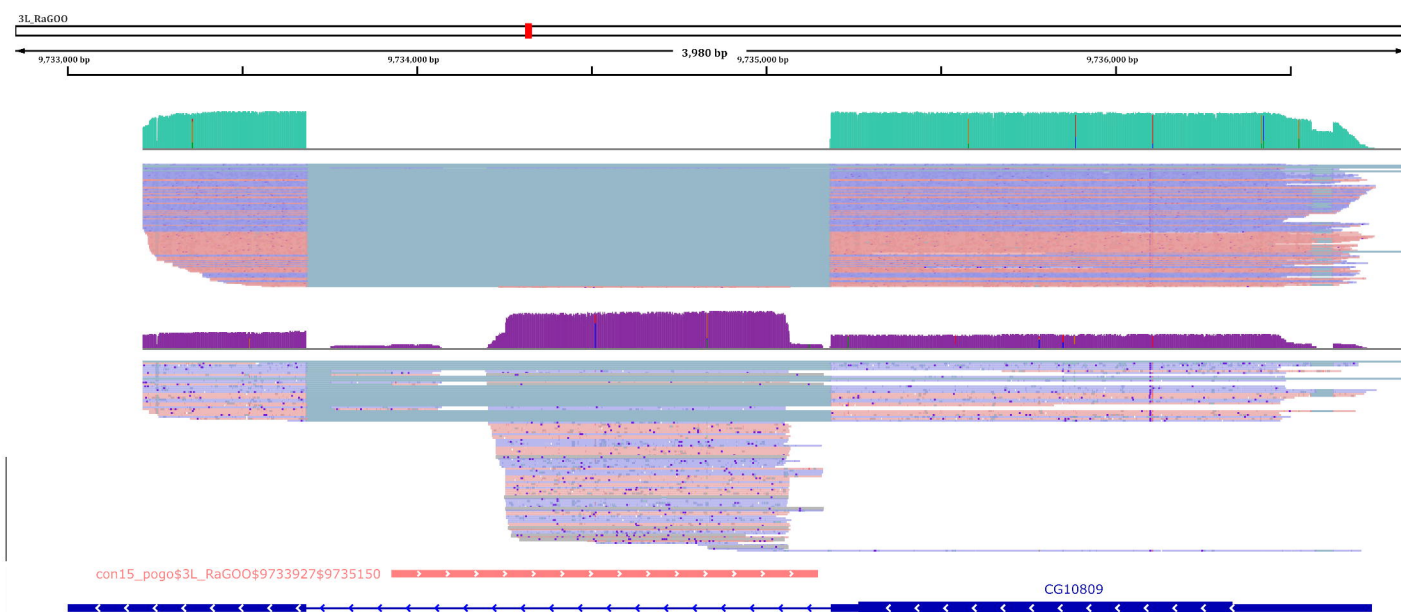 3L_RaGOO
3,980 bp
9,733,000 bp 9,734,000 bp 9,735,000 bp 9,736,000 bp
con15_pogo$3L_RaGOO$9733927$9735150
CG10809